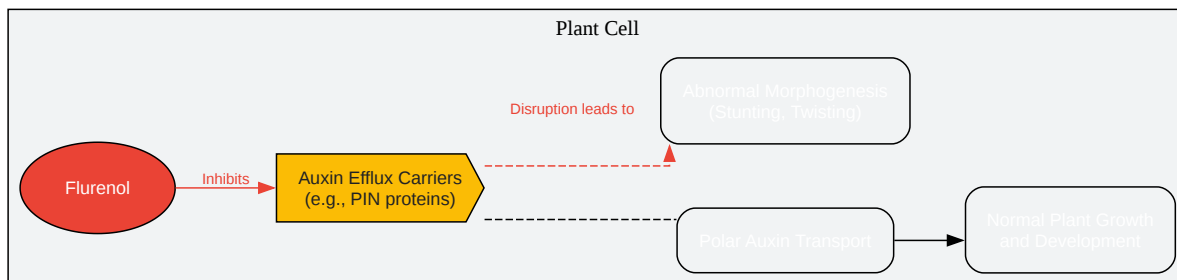 Plant Cell
Abnormal Morphogenesis
(Stunting, Twisting)
Disruption leads to
Flurenol
Inhibits
Auxin Efflux Carriers
(e.g., PIN proteins)
Polar Auxin Transport
Normal Plant Growth
and Development